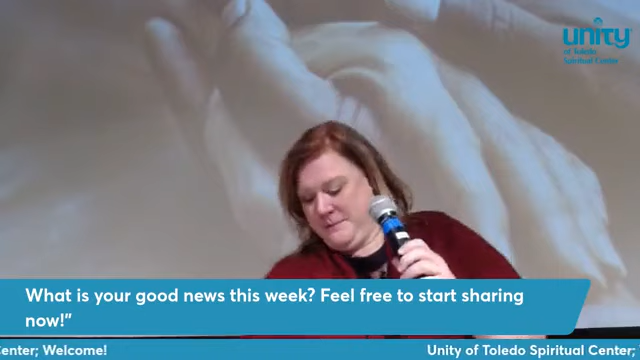 unity
of Toledo
Spiritual Center
What is your good news this week? Feel free to start sharing
now!"
enter; Welcome!
Unity of Toledo Spiritual Center;